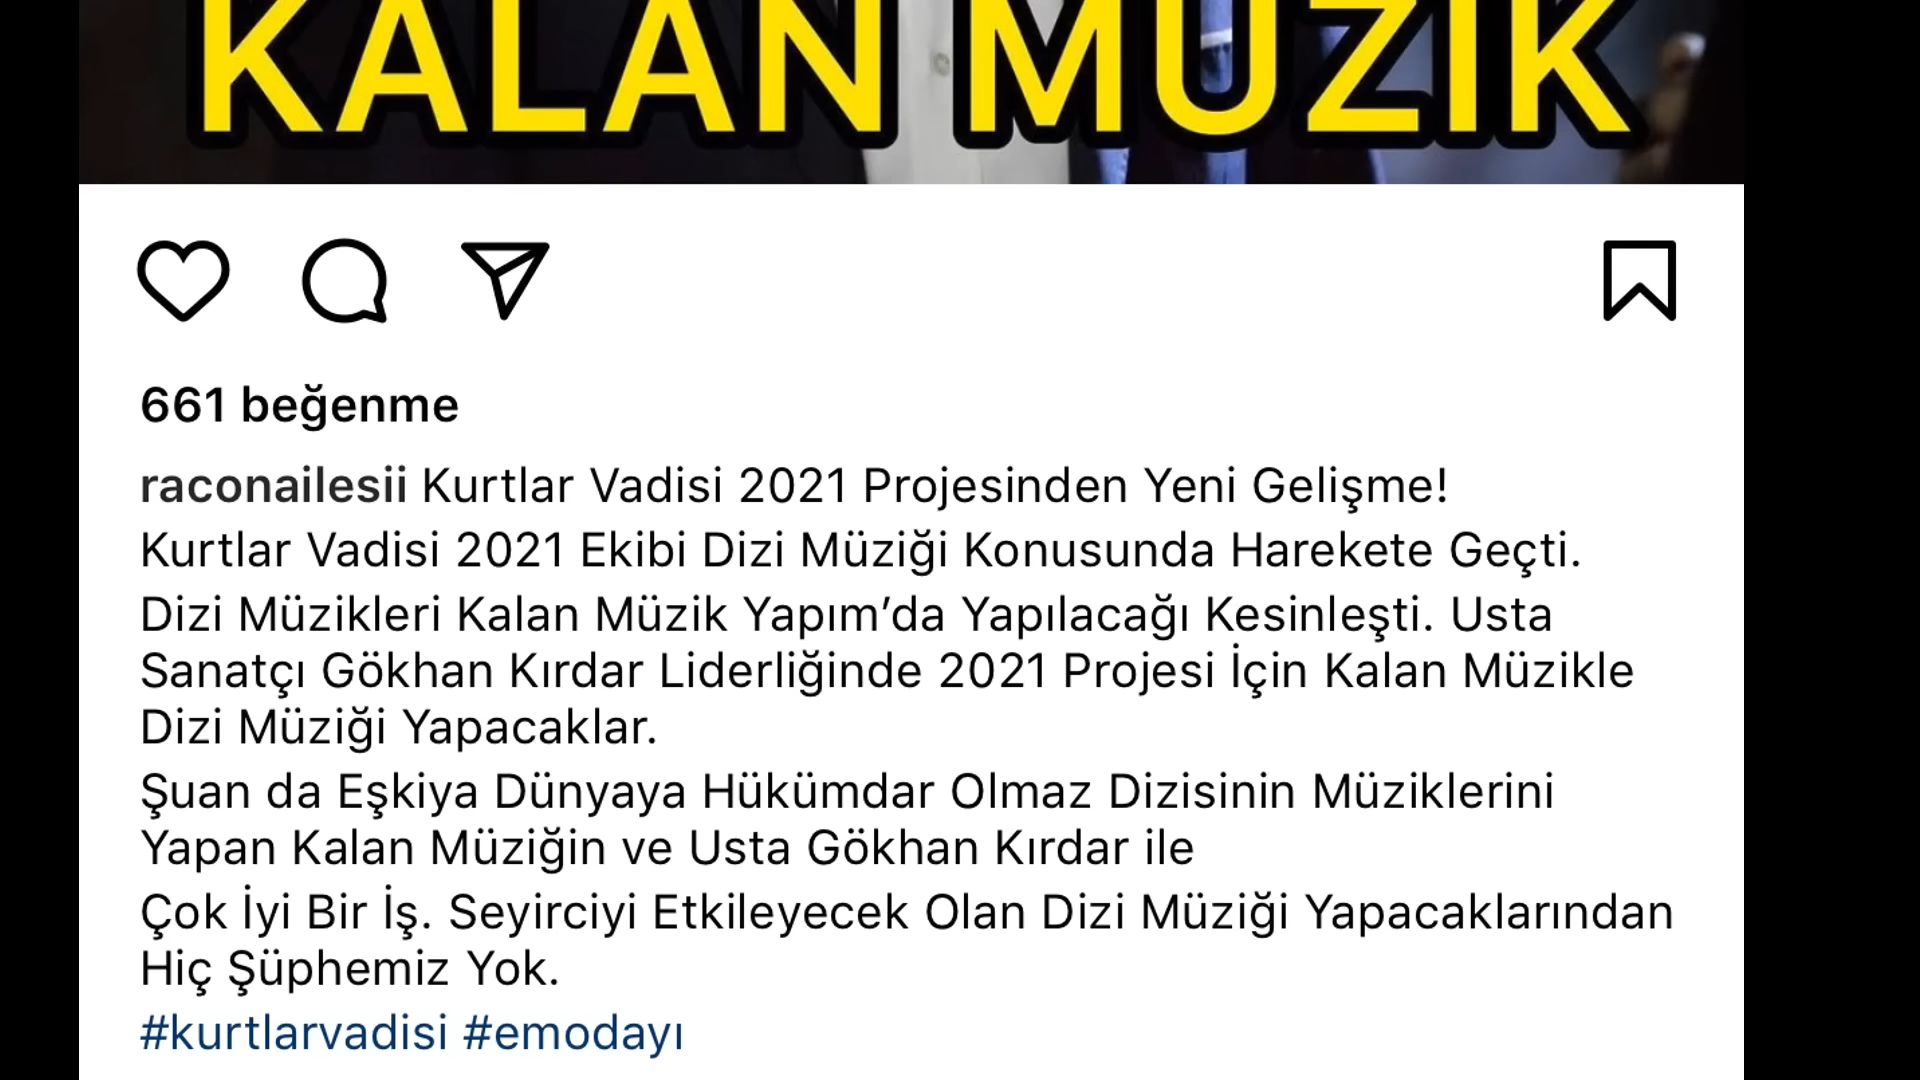 KALAN MÜZİK
661 beğenme
raconailesii Kurtlar Vadisi 2021 Projesinden Yeni Gelişme!
Kurtlar Vadisi 2021 Ekibi Dizi Müziği Konusunda Harekete Geçti.
Dizi Müzikleri Kalan Müzik Yapım’da Yapılacağı Kesinleşti. Usta
Sanatçı Gökhan Kırdar Liderliğinde 2021 Projesi İçin Kalan Müzikle
Dizi Müziği Yapacaklar.
Şuan da Eşkiya Dünyaya Hükümdar Olmaz Dizisinin Müziklerini
Yapan Kalan Müziğin ve Usta Gökhan Kırdar ile
Çok İyi Bir İş. Seyirciyi Etkileyecek Olan Dizi Müziği Yapacaklarından
Hiç Şüphemiz Yok.
#kurtlarvadisi #emodayı